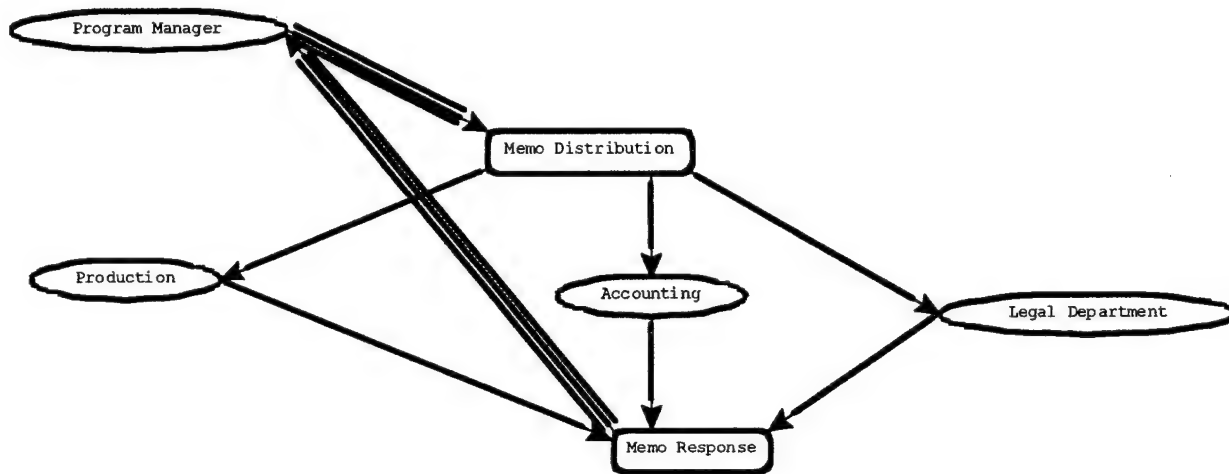 Program Manager
Memo Distribution
Production
Accounting
Legal Department
Memo Response